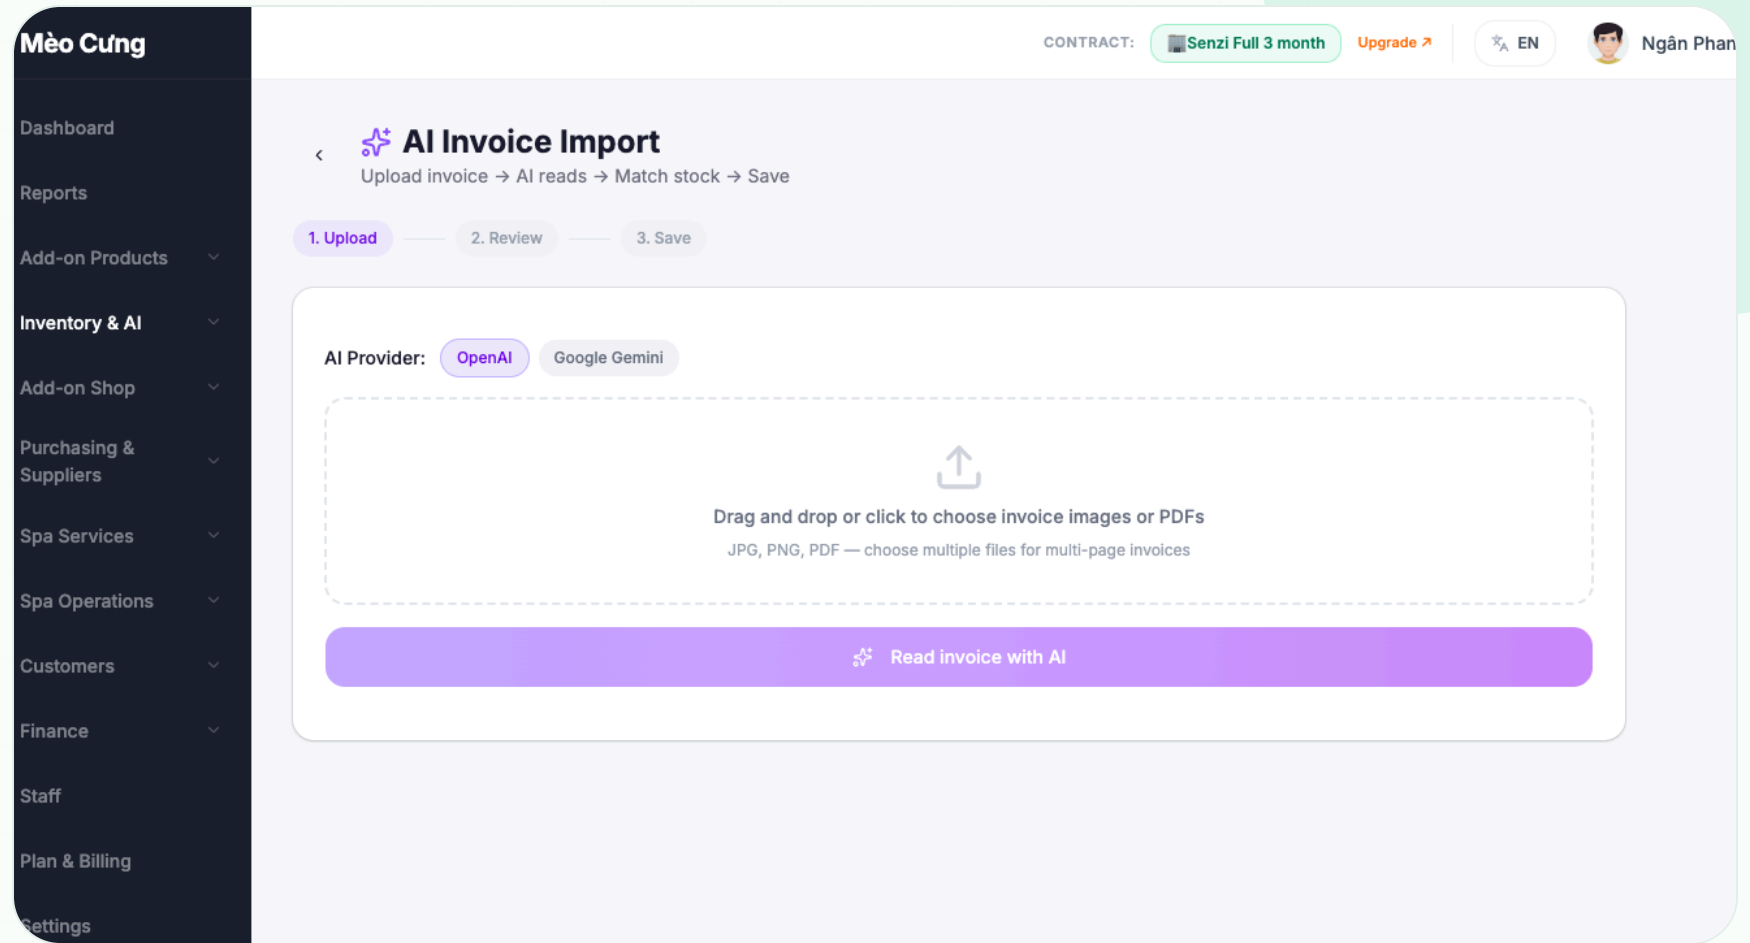 Mèo Cưng
CONTRACT:
Senzi Full 3 month
Upgrade ↗
EN
Ngân Phan
Dashboard
Reports
Add-on Products
Inventory & AI
Add-on Shop
Purchasing &
Suppliers
Spa Services
Spa Operations
Customers
Finance
Staff
Plan & Billing
Settings
AI Invoice Import
Upload invoice → AI reads → Match stock → Save
1. Upload
2. Review
3. Save
AI Provider:
OpenAI
Google Gemini
Drag and drop or click to choose invoice images or PDFs
JPG, PNG, PDF — choose multiple files for multi-page invoices
Read invoice with AI